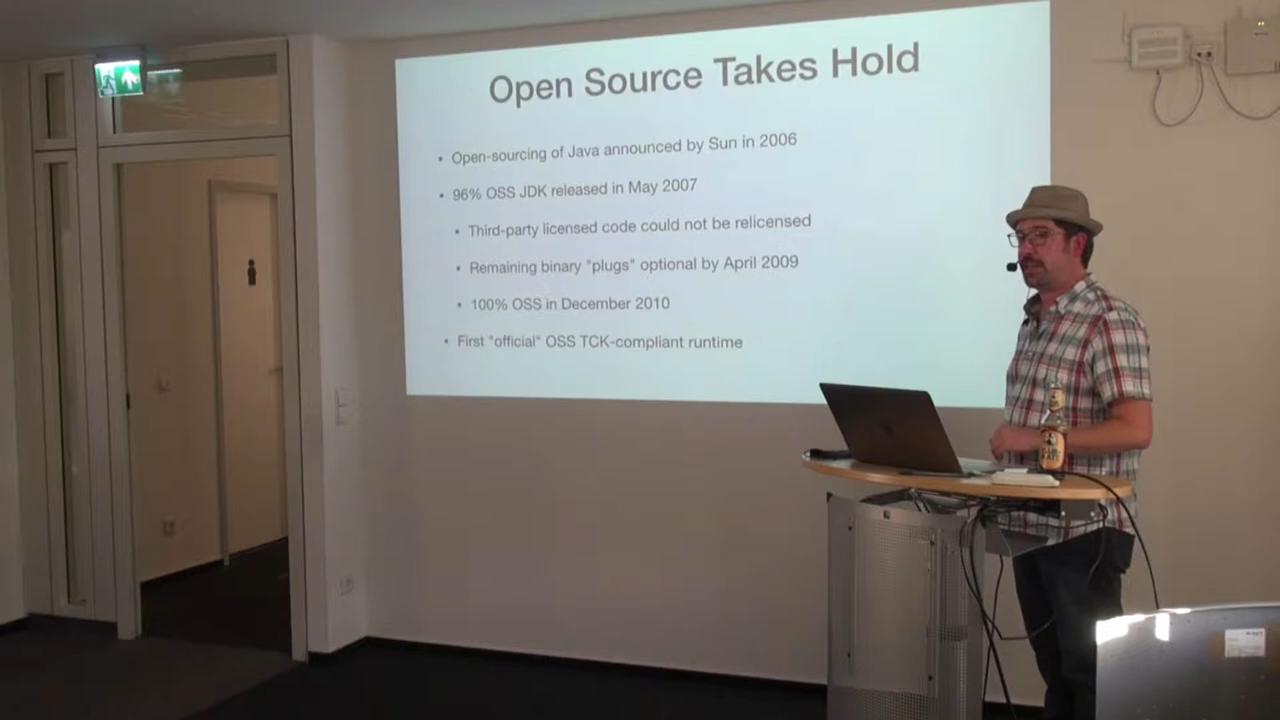 Open Source Takes Hold
• Open-sourcing of Java announced by Sun in 2006
• 96% OSS JDK released in May 2007
• Third-party licensed code could not be relicensed
• Remaining binary "plugs" optional by April 2009
• 100% OSS in December 2010
• First "official" OSS TCK-compliant runtime